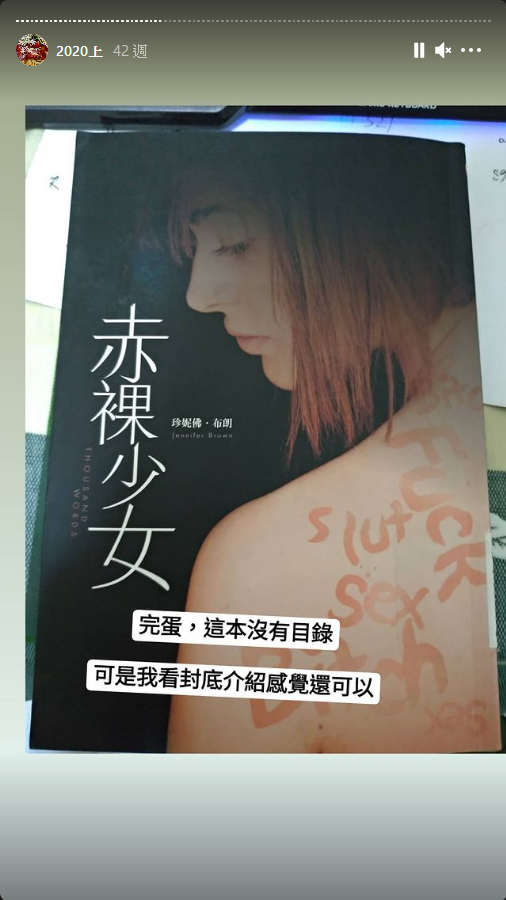 2020上 42 週
赤裸少女
珍妮佛・布朗
Jennifer Brown
THOUSAND
WORDS
Fuck
slut
sex
sex
完蛋，這本沒有目錄
可是我看封底介紹感覺還可以